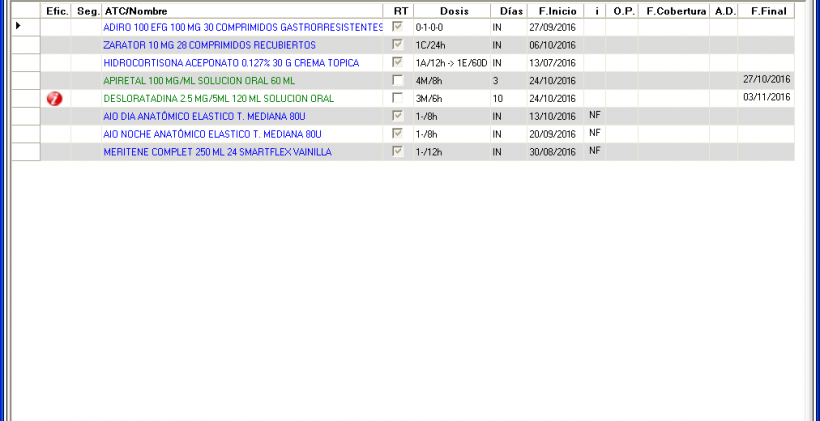 Efic. Seg. ATC/Nombre RT Dosis Días F.Inicio i O.P. F.Cobertura A.D. F.Final
ADIRO 100 EFG 100 MG 30 COMPRIMIDOS GASTRORRESISTENTES 0-1-0-0 IN 27/09/2016
ZARATOR 10 MG 28 COMPRIMIDOS RECUBIERTOS 1C/24h IN 06/10/2016
HIDROCORTISONA ACEPONATO 0.127% 30 G CREMA TOPICA 1A/12h -> 1E/60D IN 13/07/2016
APIRETAL 100 MG/ML SOLUCION ORAL 60 ML 4M/8h 3 24/10/2016 27/10/2016
DESLORATADINA 2.5 MG/5ML 120 ML SOLUCION ORAL 3M/6h 10 24/10/2016 03/11/2016
AIO DIA ANATÓMICO ELASTICO T. MEDIANA 80U 1-/8h IN 13/10/2016 NF
AIO NOCHE ANATÓMICO ELASTICO T. MEDIANA 80U 1-/8h IN 20/09/2016 NF
MERITENE COMPLET 250 ML 24 SMARTFLEX VAINILLA 1-/12h IN 30/08/2016 NF